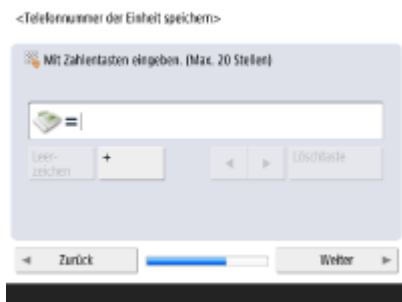 <Telefonnummer der Einheit speichern>
Mit Zahlentasten eingeben. (Max. 20 Stellen)
=
Leer-
zeichen
+
◄ ► Löschtaste
◄ Zurück
Weiter ►